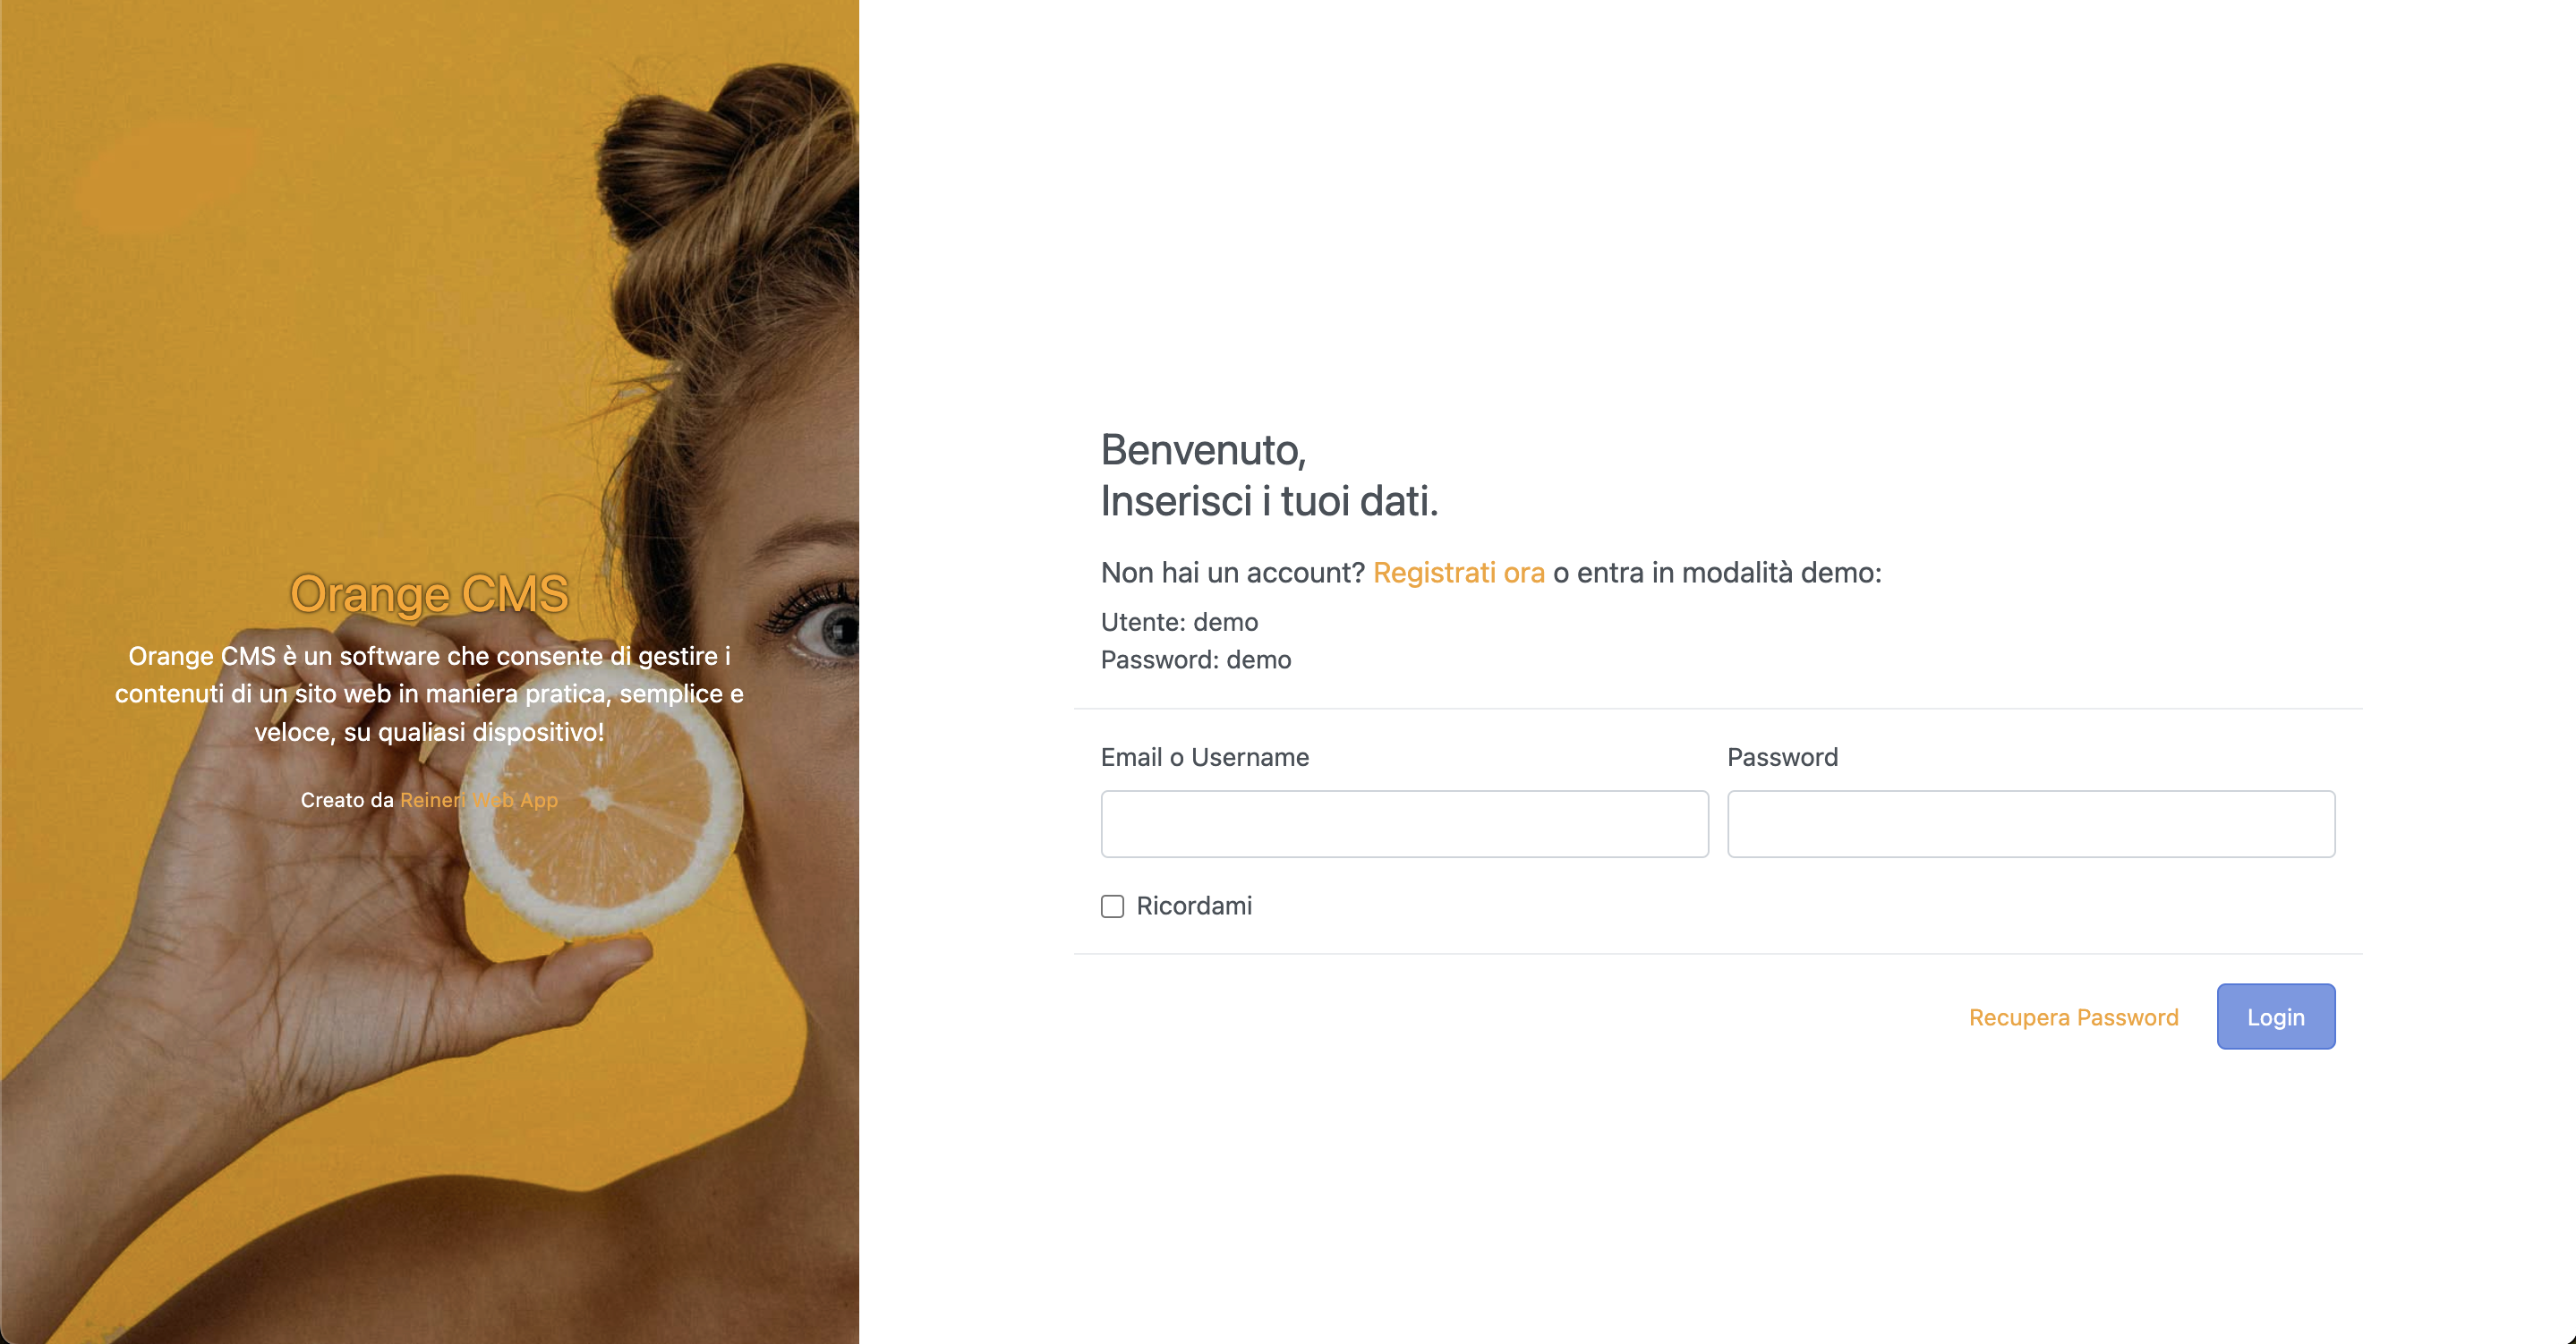 Orange CMS
Orange CMS è un software che consente di gestire i
contenuti di un sito web in maniera pratica, semplice e
veloce, su qualiasi dispositivo!
Creato da Reineri Web App
Benvenuto,
Inserisci i tuoi dati.
Non hai un account? Registrati ora o entra in modalità demo:
Utente: demo
Password: demo
Email o Username
Password
Ricordami
Recupera Password
Login